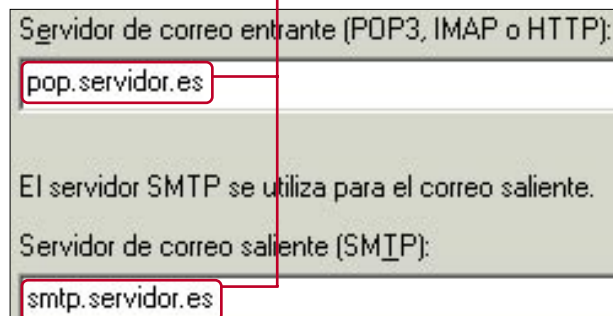 Servidor de correo entrante (POP3, IMAP o HTTP):
pop.servidor.es
El servidor SMTP se utiliza para el correo saliente.
Servidor de correo saliente (SMTP):
smtp.servidor.es